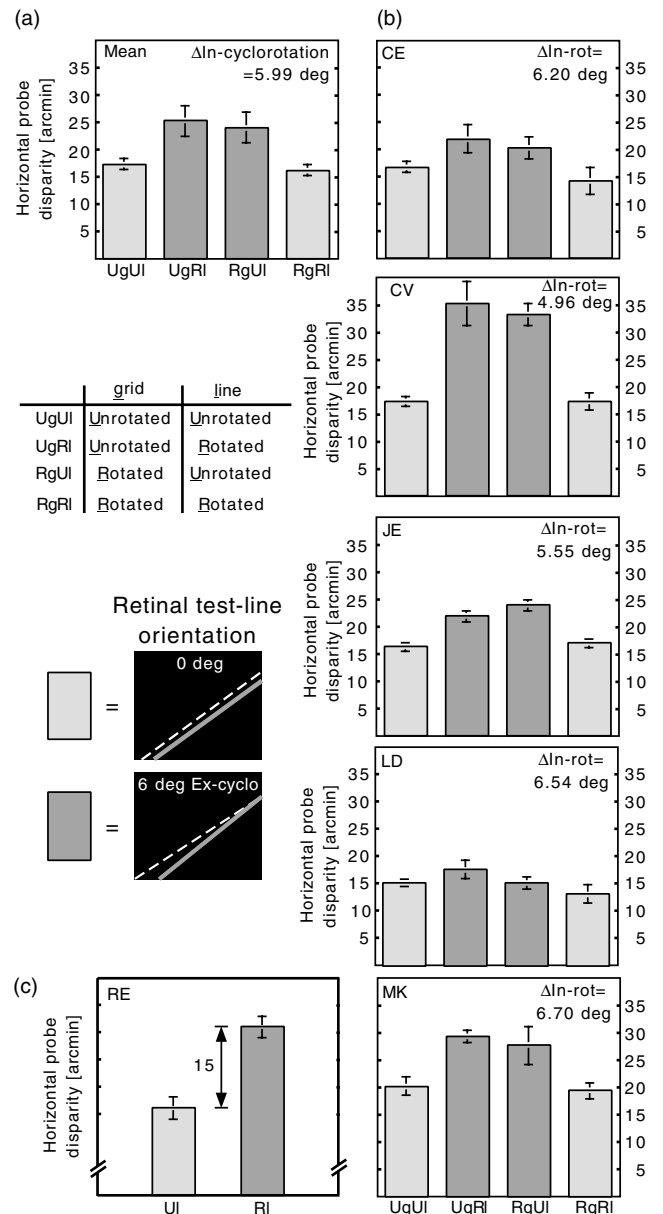 (a)
Mean
ΔIn-cyclorotation
=5.99 deg
Horizontal probe
disparity [arcmin]
35
30
25
20
15
10
5
UgUl
UgRl
RgUl
RgRl
grid
line
UgUl Unrotated Unrotated
UgRl Unrotated Rotated
RgUl Rotated Unrotated
RgRl Rotated Rotated
Retinal test-line
orientation
=
0 deg
=
6 deg Ex-cyclo
(c)
RE
Horizontal probe
disparity [arcmin]
15
Ul
Rl
(b)
CE
ΔIn-rot=
6.20 deg
35
30
25
20
15
10
5
CV
ΔIn-rot=
4.96 deg
Horizontal probe
disparity [arcmin]
35
30
25
20
15
10
5
35
30
25
20
15
10
5
JE
ΔIn-rot=
5.55 deg
Horizontal probe
disparity [arcmin]
35
30
25
20
15
10
5
35
30
25
20
15
10
5
LD
ΔIn-rot=
6.54 deg
Horizontal probe
disparity [arcmin]
35
30
25
20
15
10
5
35
30
25
20
15
10
5
MK
ΔIn-rot=
6.70 deg
35
30
25
20
15
10
5
UgUl
UgRl
RgUl
RgRl